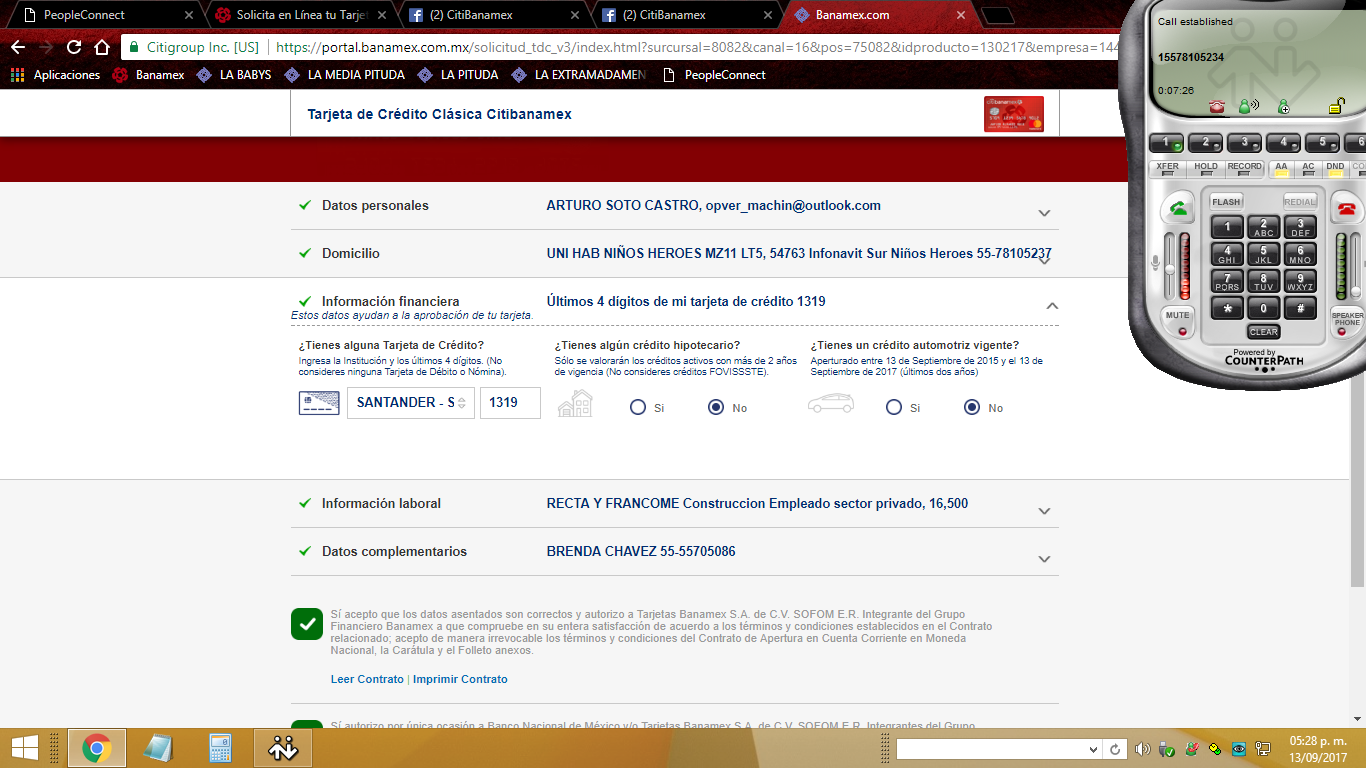 PeopleConnect
Solicita en Línea tu Tarje
(2) CitiBanamex
(2) CitiBanamex
Banamex.com
Citigroup Inc. [US]
https://portal.banamex.com.mx/solicitud_tdc_v3/index.html?surcursal=8082&canal=16&pos=75082&idproducto=130217&empresa=144
Aplicaciones
Banamex
LA BABYS
LA MEDIA PITUDA
LA PITUDA
LA EXTRAMADAMEN
PeopleConnect
Tarjeta de Crédito Clásica Citibanamex
Datos personales
ARTURO SOTO CASTRO, opver_machin@outlook.com
Domicilio
UNI HAB NIÑOS HEROES MZ11 LT5, 54763 Infonavit Sur Niños Heroes 55-78105237
Información financiera
Últimos 4 dígitos de mi tarjeta de crédito 1319
Estos datos ayudan a la aprobación de tu tarjeta.
¿Tienes alguna Tarjeta de Crédito?
Ingresa la Institución y los últimos 4 dígitos. (No
consideres ninguna Tarjeta de Débito o Nómina).
SANTANDER - S
1319
¿Tienes algún crédito hipotecario?
Sólo se valorarán los créditos activos con más de 2 años
de vigencia (No consideres créditos FOVISSSTE).
Si
No
¿Tienes un crédito automotriz vigente?
Aperturado entre 13 de Septiembre de 2015 y el 13 de
Septiembre de 2017 (últimos dos años)
Si
No
Información laboral
RECTA Y FRANCOME Construccion Empleado sector privado, 16,500
Datos complementarios
BRENDA CHAVEZ 55-55705086
Sí acepto que los datos asentados son correctos y autorizo a Tarjetas Banamex S.A. de C.V. SOFOM E.R. Integrante del Grupo
Financiero Banamex a que compruebe en su entera satisfacción de acuerdo a los términos y condiciones establecidos en el Contrato
relacionado; acepto de manera irrevocable los términos y condiciones del Contrato de Apertura en Cuenta Corriente en Moneda
Nacional, la Carátula y el Folleto anexos.
Leer Contrato | Imprimir Contrato
Sí autorizo por única ocasión a Banco Nacional de México y/o Tarjetas Banamex S.A. de C.V. SOFOM E.R. Integrantes del Grupo
Call established
15578105234
0:07:26
1 2 3 4 5 6
XFER HOLD RECORD AA AC DND CO
FLASH REDIAL
1 2 ABC 3 DEF
4 GHI 5 JKL 6 MNO
7 PQRS 8 TUV 9 WXYZ
* 0 #
MUTE
CLEAR
SPEAKER
PHONE
Powered by
COUNTERPATH
05:28 p. m.
13/09/2017